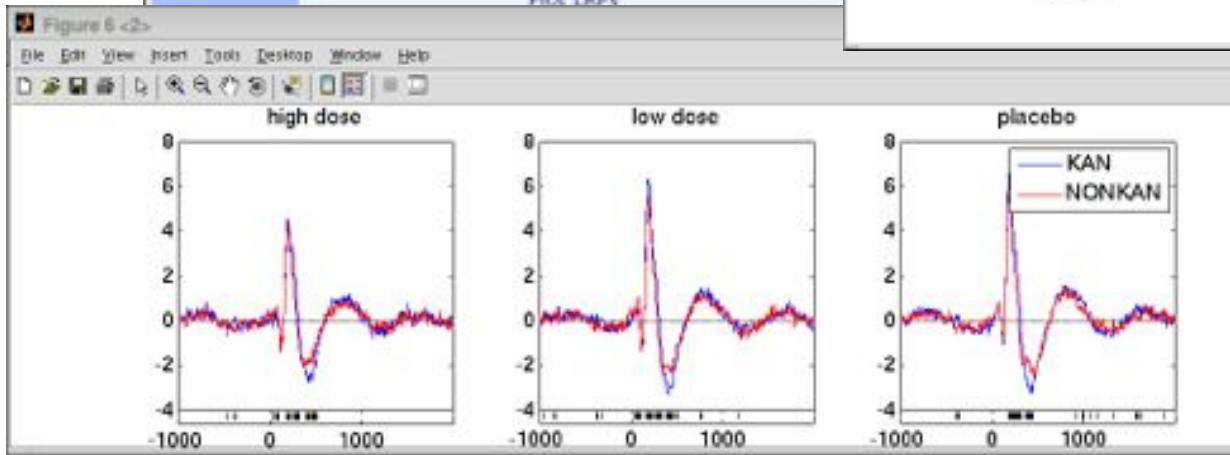 Figure 6 <2>
File Edit View Insert Tools Desktop Window Help
high dose low dose placebo
8 8 8
KAN
6 6 6
NONKAN
4 4 4
2 2 2
0 0 0
-2 -2 -2
-4 -4 -4
-1000 0 1000 -1000 0 1000 -1000 0 1000